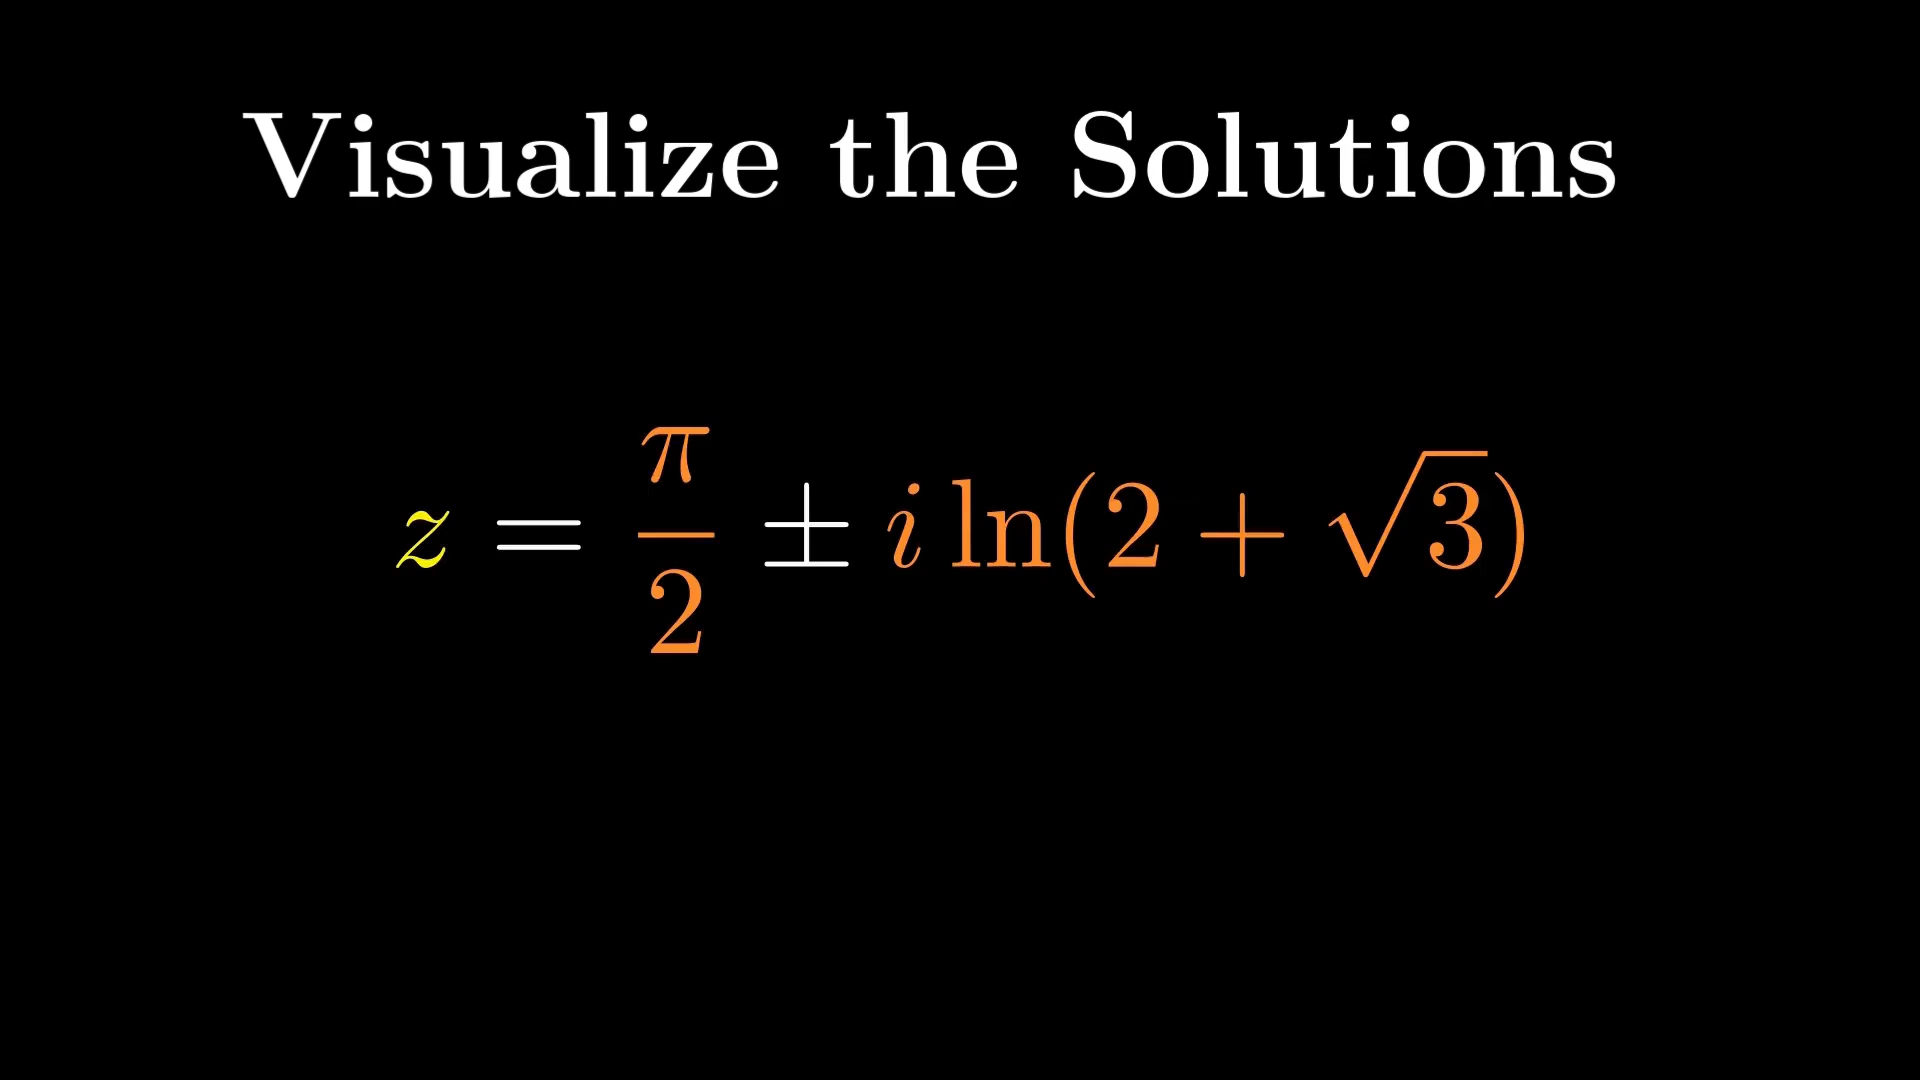 Visualize the Solutions
z = π/2 ± i ln(2 + √3)